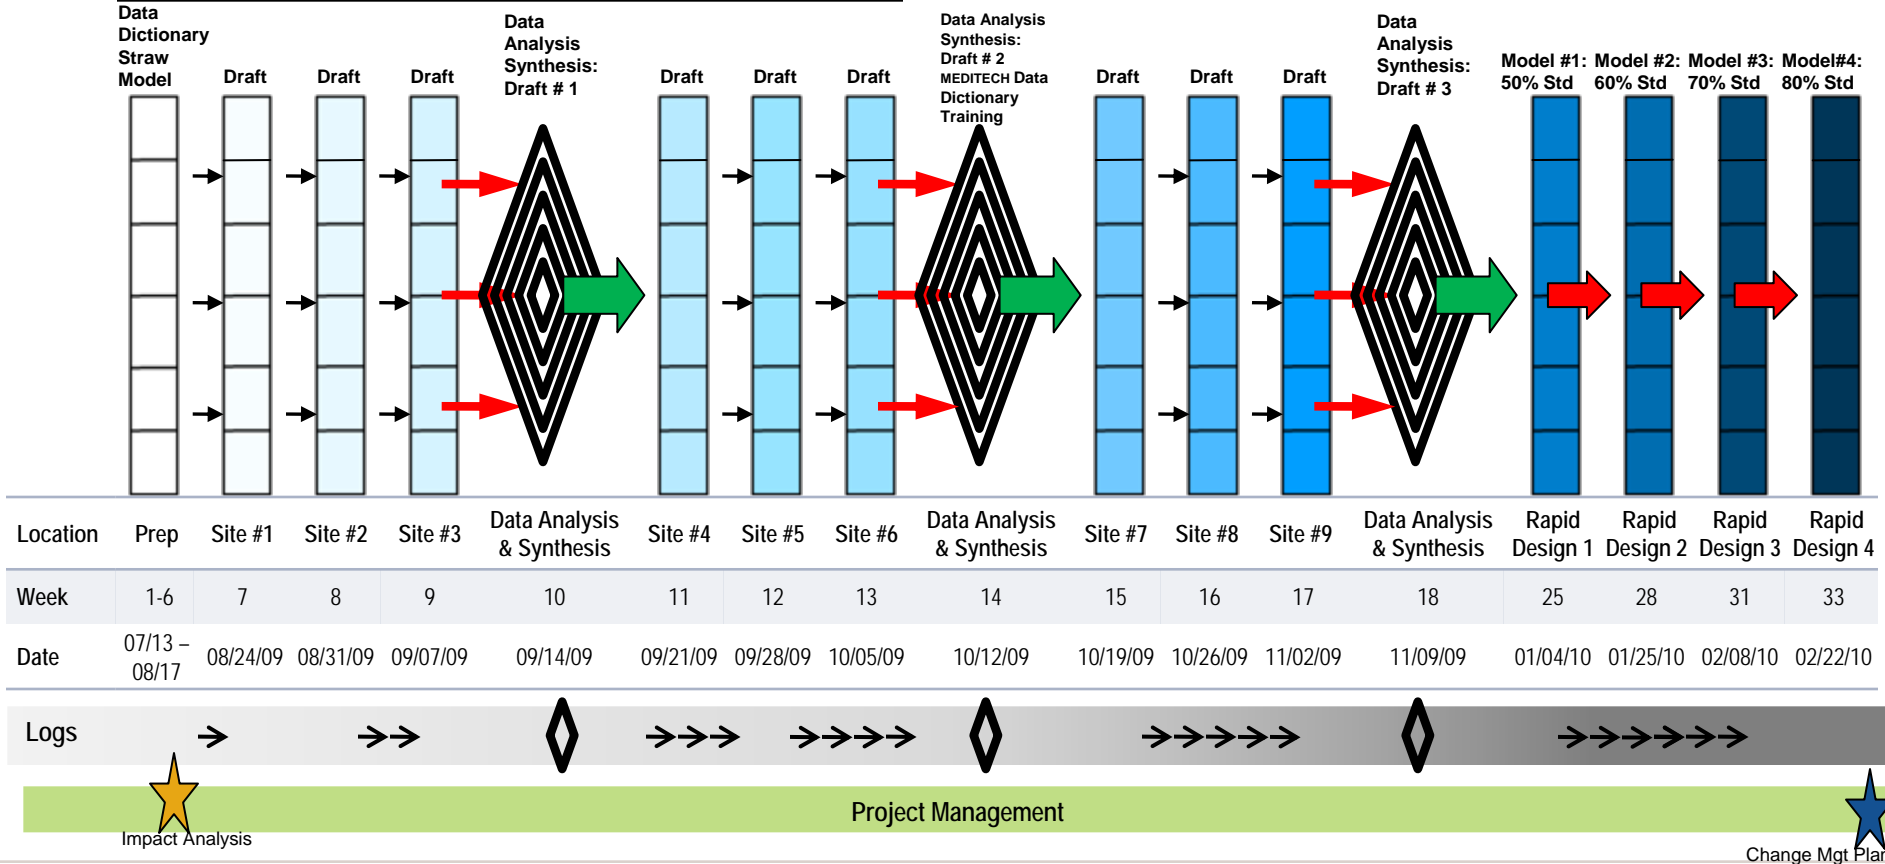 Data
Dictionary
Straw
Model
Draft
Draft
Draft
Data
Analysis
Synthesis:
Draft # 1
Draft
Draft
Draft
Data Analysis
Synthesis:
Draft # 2
MEDITECH Data
Dictionary
Training
Draft
Draft
Draft
Data
Analysis
Synthesis:
Draft # 3
Model #1:
50% Std
Model #2:
60% Std
Model #3:
70% Std
Model#4:
80% Std
Location
Prep
Site #1
Site #2
Site #3
Data Analysis
& Synthesis
Site #4
Site #5
Site #6
Data Analysis
& Synthesis
Site #7
Site #8
Site #9
Data Analysis
& Synthesis
Rapid
Design 1
Rapid
Design 2
Rapid
Design 3
Rapid
Design 4
Week 1-6 7 8 9 10 11 12 13 14 15 16 17 18 25 28 31 33
Date
07/13 –
08/17
08/24/09 08/31/09 09/07/09 09/14/09 09/21/09 09/28/09 10/05/09 10/12/09 10/19/09 10/26/09 11/02/09 11/09/09 01/04/10 01/25/10 02/08/10 02/22/10
Logs
Project Management
Impact Analysis
Change Mgt Plan